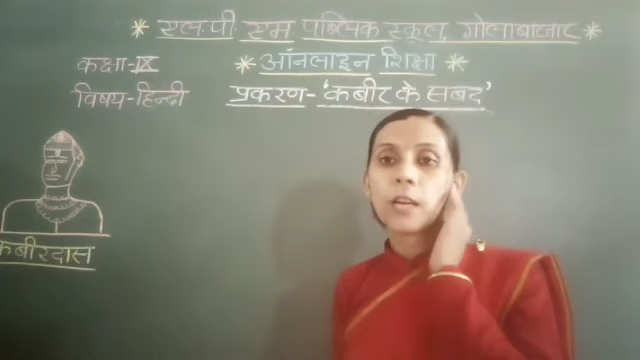 * एल.पी. एम पब्लिक स्कूल, गोलाबाजार *
* ऑनलाइन शिक्षा *
कक्षा-IX
विषय-हिन्दी
प्रकरण-'कबीर के सबद'
कबीरदास